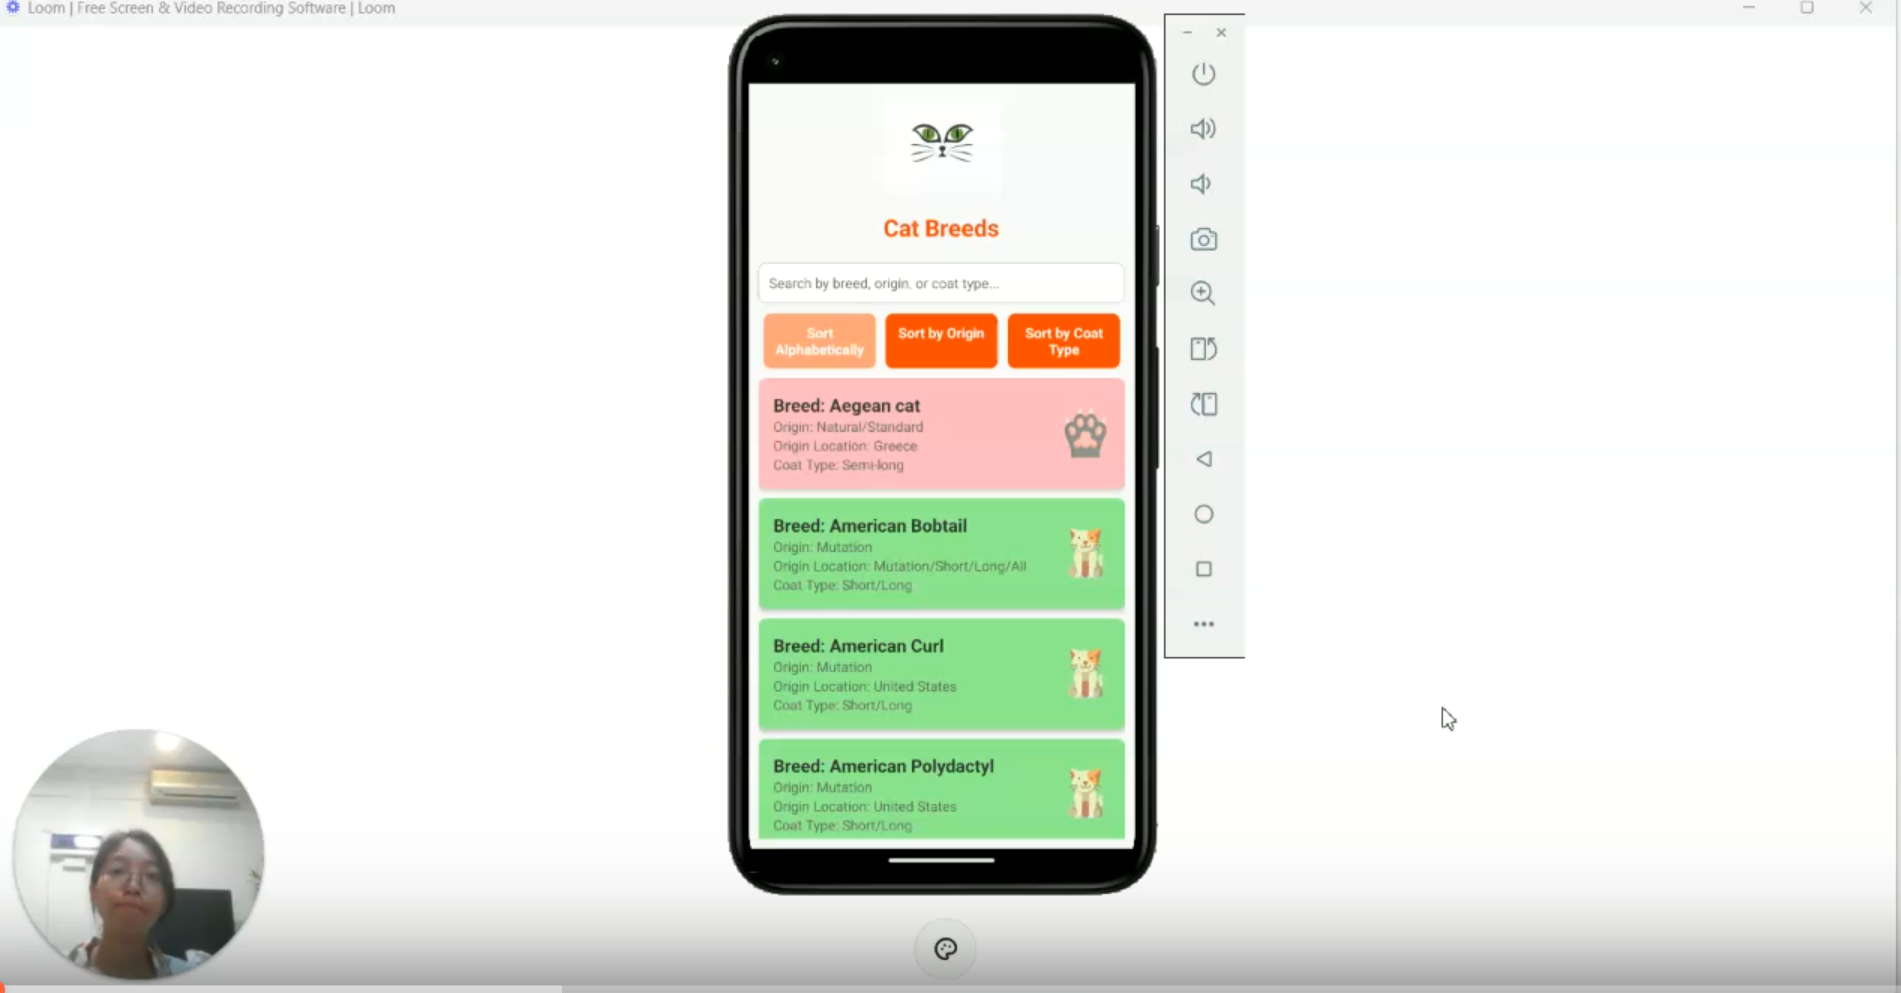 Loom | Free Screen & Video Recording Software | Loom
Cat Breeds
Search by breed, origin, or coat type...
Sort
Alphabetically
Sort by Origin
Sort by Coat
Type
Breed: Aegean cat
Origin: Natural/Standard
Origin Location: Greece
Coat Type: Semi-long
Breed: American Bobtail
Origin: Mutation
Origin Location: Mutation/Short/Long/All
Coat Type: Short/Long
Breed: American Curl
Origin: Mutation
Origin Location: United States
Coat Type: Short/Long
Breed: American Polydactyl
Origin: Mutation
Origin Location: United States
Coat Type: Short/Long